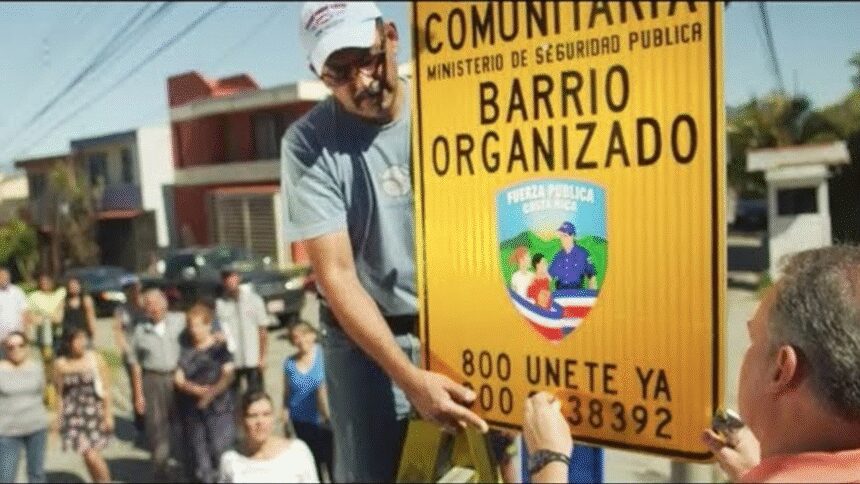 COMUNITARIA
MINISTERIO DE SEGURIDAD PUBLICA
BARRIO
ORGANIZADO
FUERZA PUBLICA
COSTA RICA
800 UNETE YA
800 38392